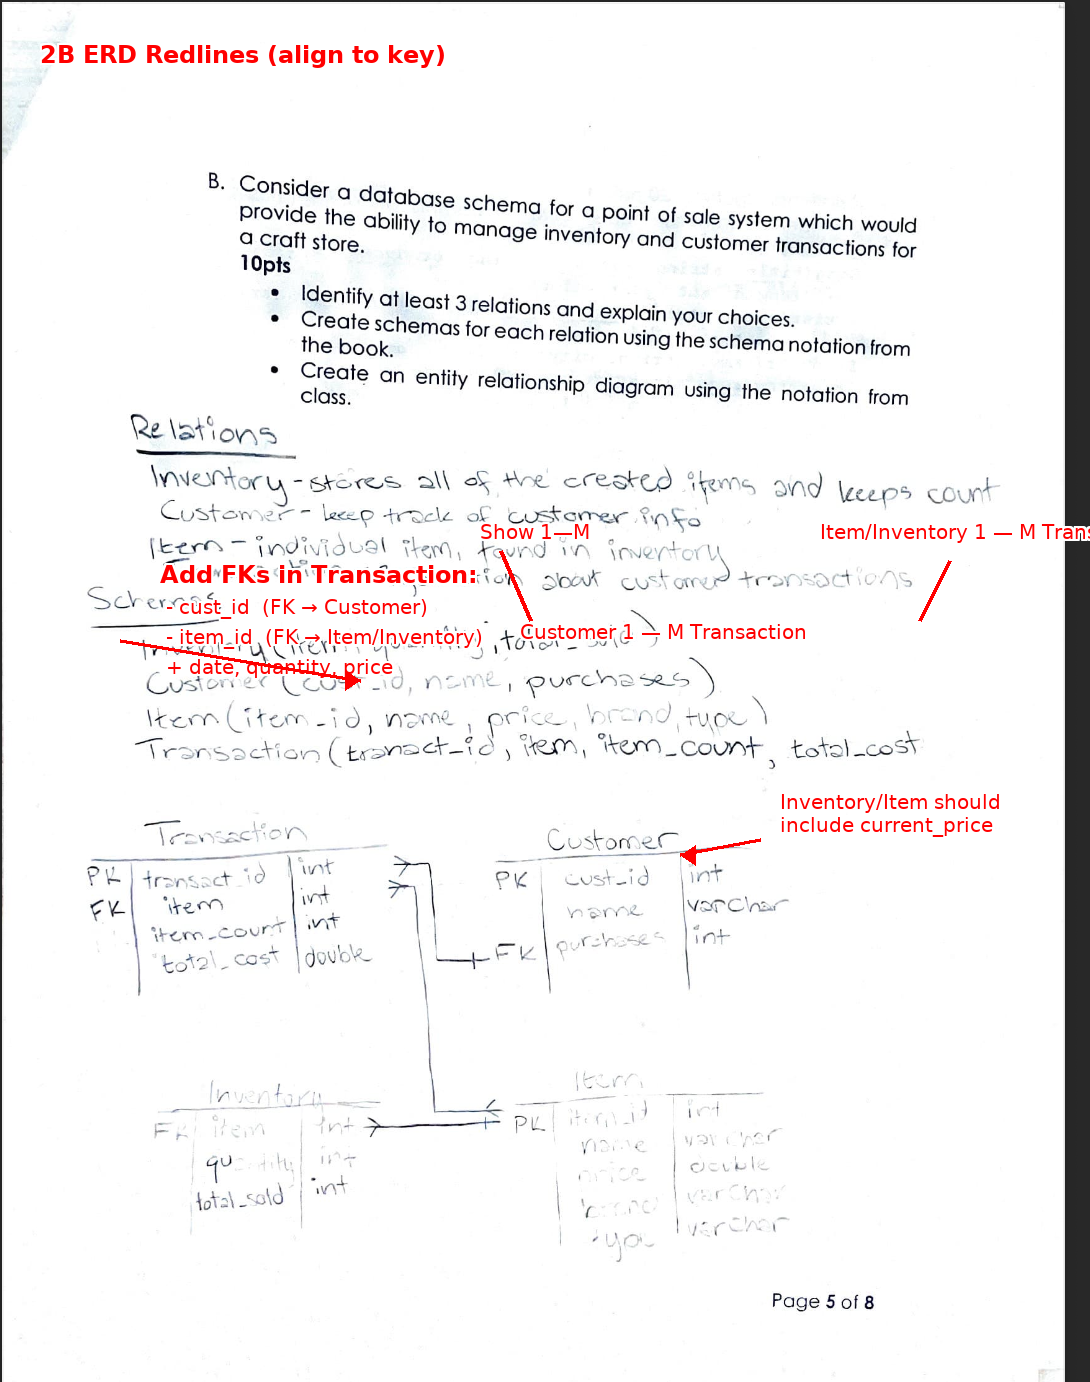 2B ERD Redlines (align to key)
B. Consider a database schema for a point of sale system which would
provide the ability to manage inventory and customer transactions for
a craft store.
10pts
• Identify at least 3 relations and explain your choices.
• Create schemas for each relation using the schema notation from
the book.
• Create an entity relationship diagram using the notation from
class.
Relations
Inventory - stores all of the created items and keeps count
Customer - keep track of customer info
Show 1—M
Item/Inventory 1 — M Trans
Item - individual item, found in inventory
Add FKs in Transaction:
about customer transactions
Schemas
- cust_id (FK → Customer)
- item_id (FK → Item/Inventory)
Customer 1 — M Transaction
Inventory (item, quantity, total_sold)
+ date, quantity, price
Customer (cust_id, name, purchases)
Item (item_id, name, price, brand, type)
Transaction (tranact_id, item, item_count, total_cost
Inventory/Item should
include current_price
Transaction
PK transact_id int
FK item int
item_count int
total_cost double
Customer
PK cust_id int
name varchar
FK purchases int
Inventory
FK item int
quantity int
total_sold int
Item
PK item_id int
name varchar
price double
brand varchar
varchar
Page 5 of 8